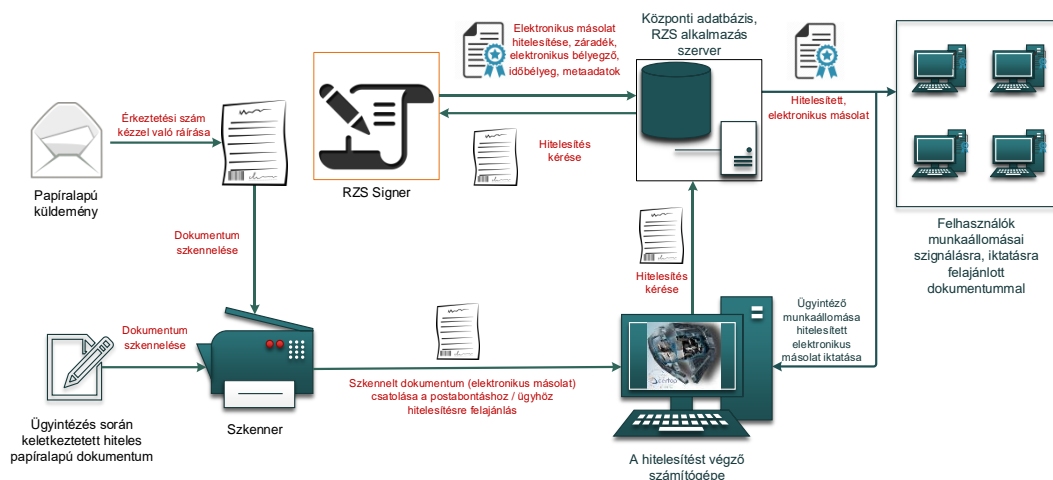 Elektronikus másolat
hitelesítése, záradék,
elektronikus bélyegző,
időbélyeg, metaadatok
Központi adatbázis,
RZS alkalmazás
szerver
Érkeztetési szám
kézzel való ráírása
Hitelesített,
elektronikus másolat
Hitelesítés
kérése
Papíralapú
küldemény
RZS Signer
Felhasználók
munkaállomásai
szignálásra, iktatásra
felajánlott
dokumentummal
Dokumentum
szkennelése
Hitelesítés
kérése
Ügyintéző
munkaállomása
hitelesített
elektronikus
másolat iktatása
Dokumentum
szkennelése
Szkennelt dokumentum (elektronikus másolat)
csatolása a postabontáshoz / ügyhöz
hitelesítésre felajánlás
Ügyintézés során
keletkeztetett hiteles
papíralapú dokumentum
Szkenner
A hitelesítést végző
számítógépe